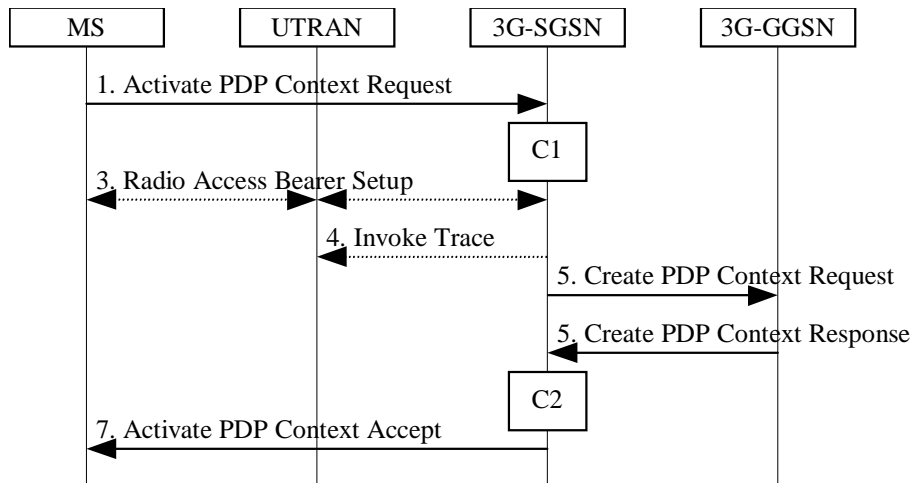 MS
UTRAN
3G-SGSN
3G-GGSN
1. Activate PDP Context Request
C1
3. Radio Access Bearer Setup
4. Invoke Trace
5. Create PDP Context Request
5. Create PDP Context Response
C2
7. Activate PDP Context Accept